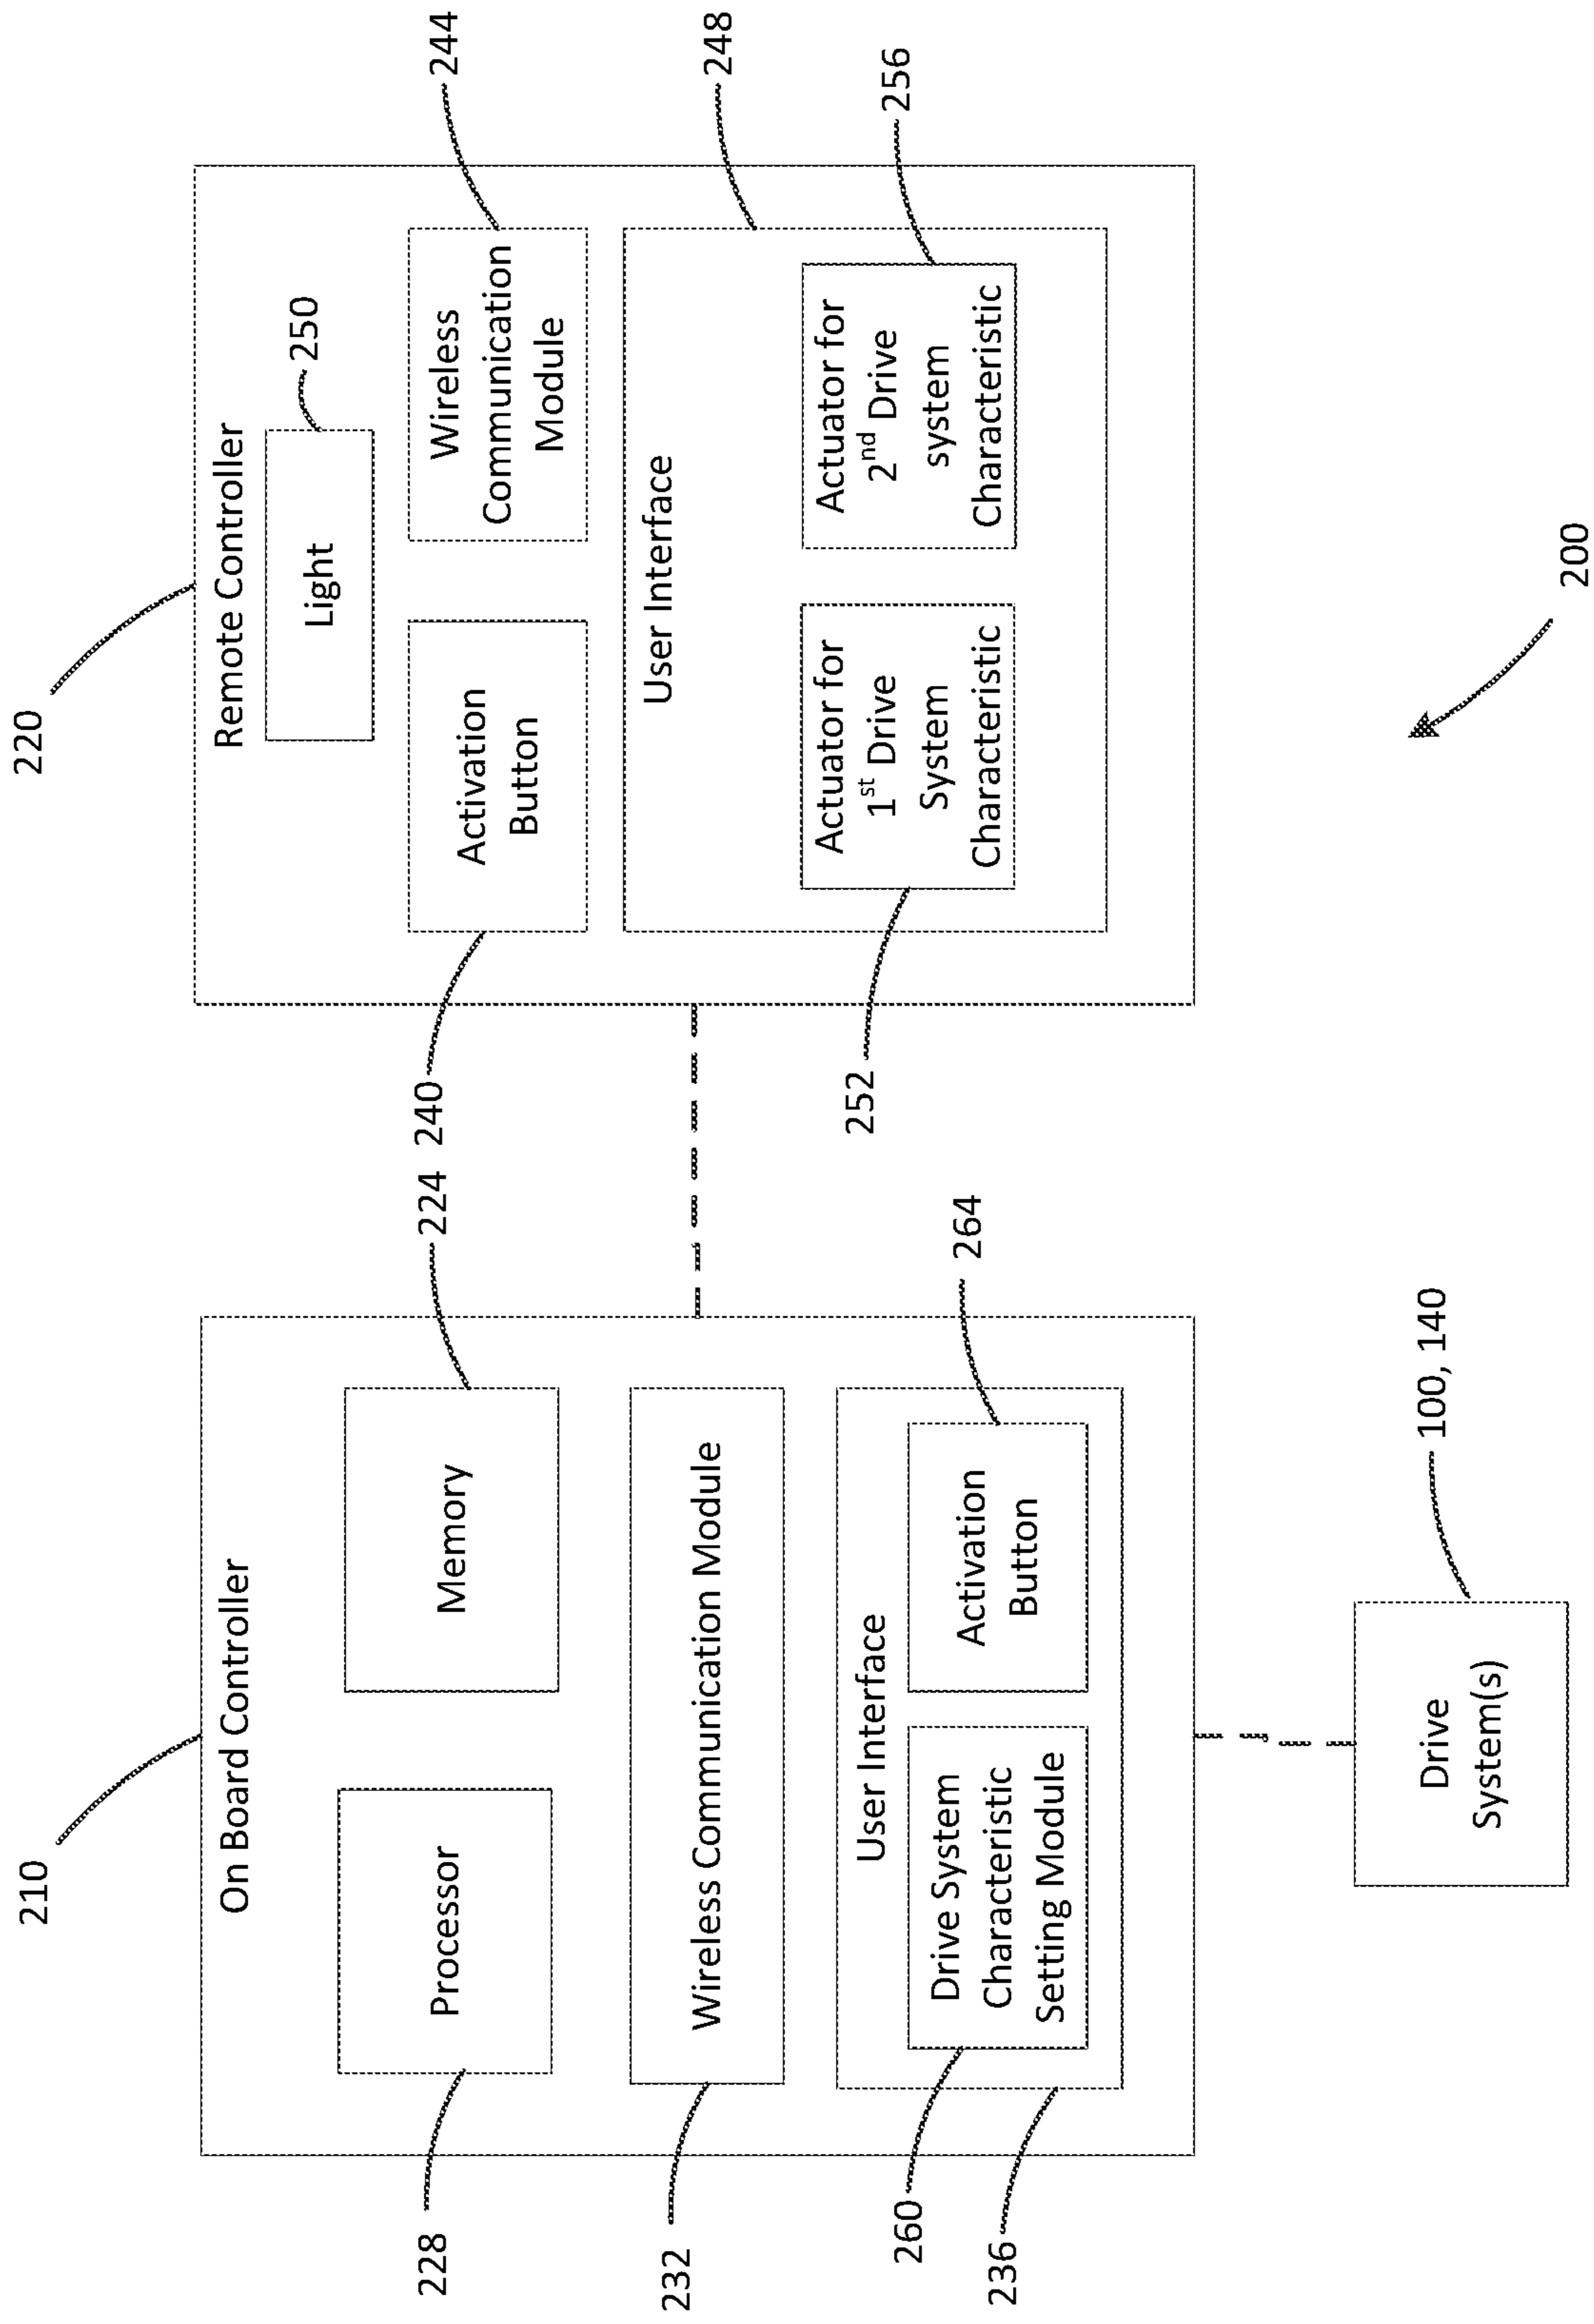 210
On Board Controller
Processor
228
Memory
224
Wireless Communication Module
232
User Interface
Drive System
Characteristic
Setting Module
260
236
Activation
Button
264
Drive
System(s)
100, 140
220
Remote Controller
Light
250
Activation
Button
240
Wireless
Communication
Module
244
User Interface
248
Actuator for
1st Drive
System
Characteristic
252
Actuator for
2nd Drive
system
Characteristic
256
200